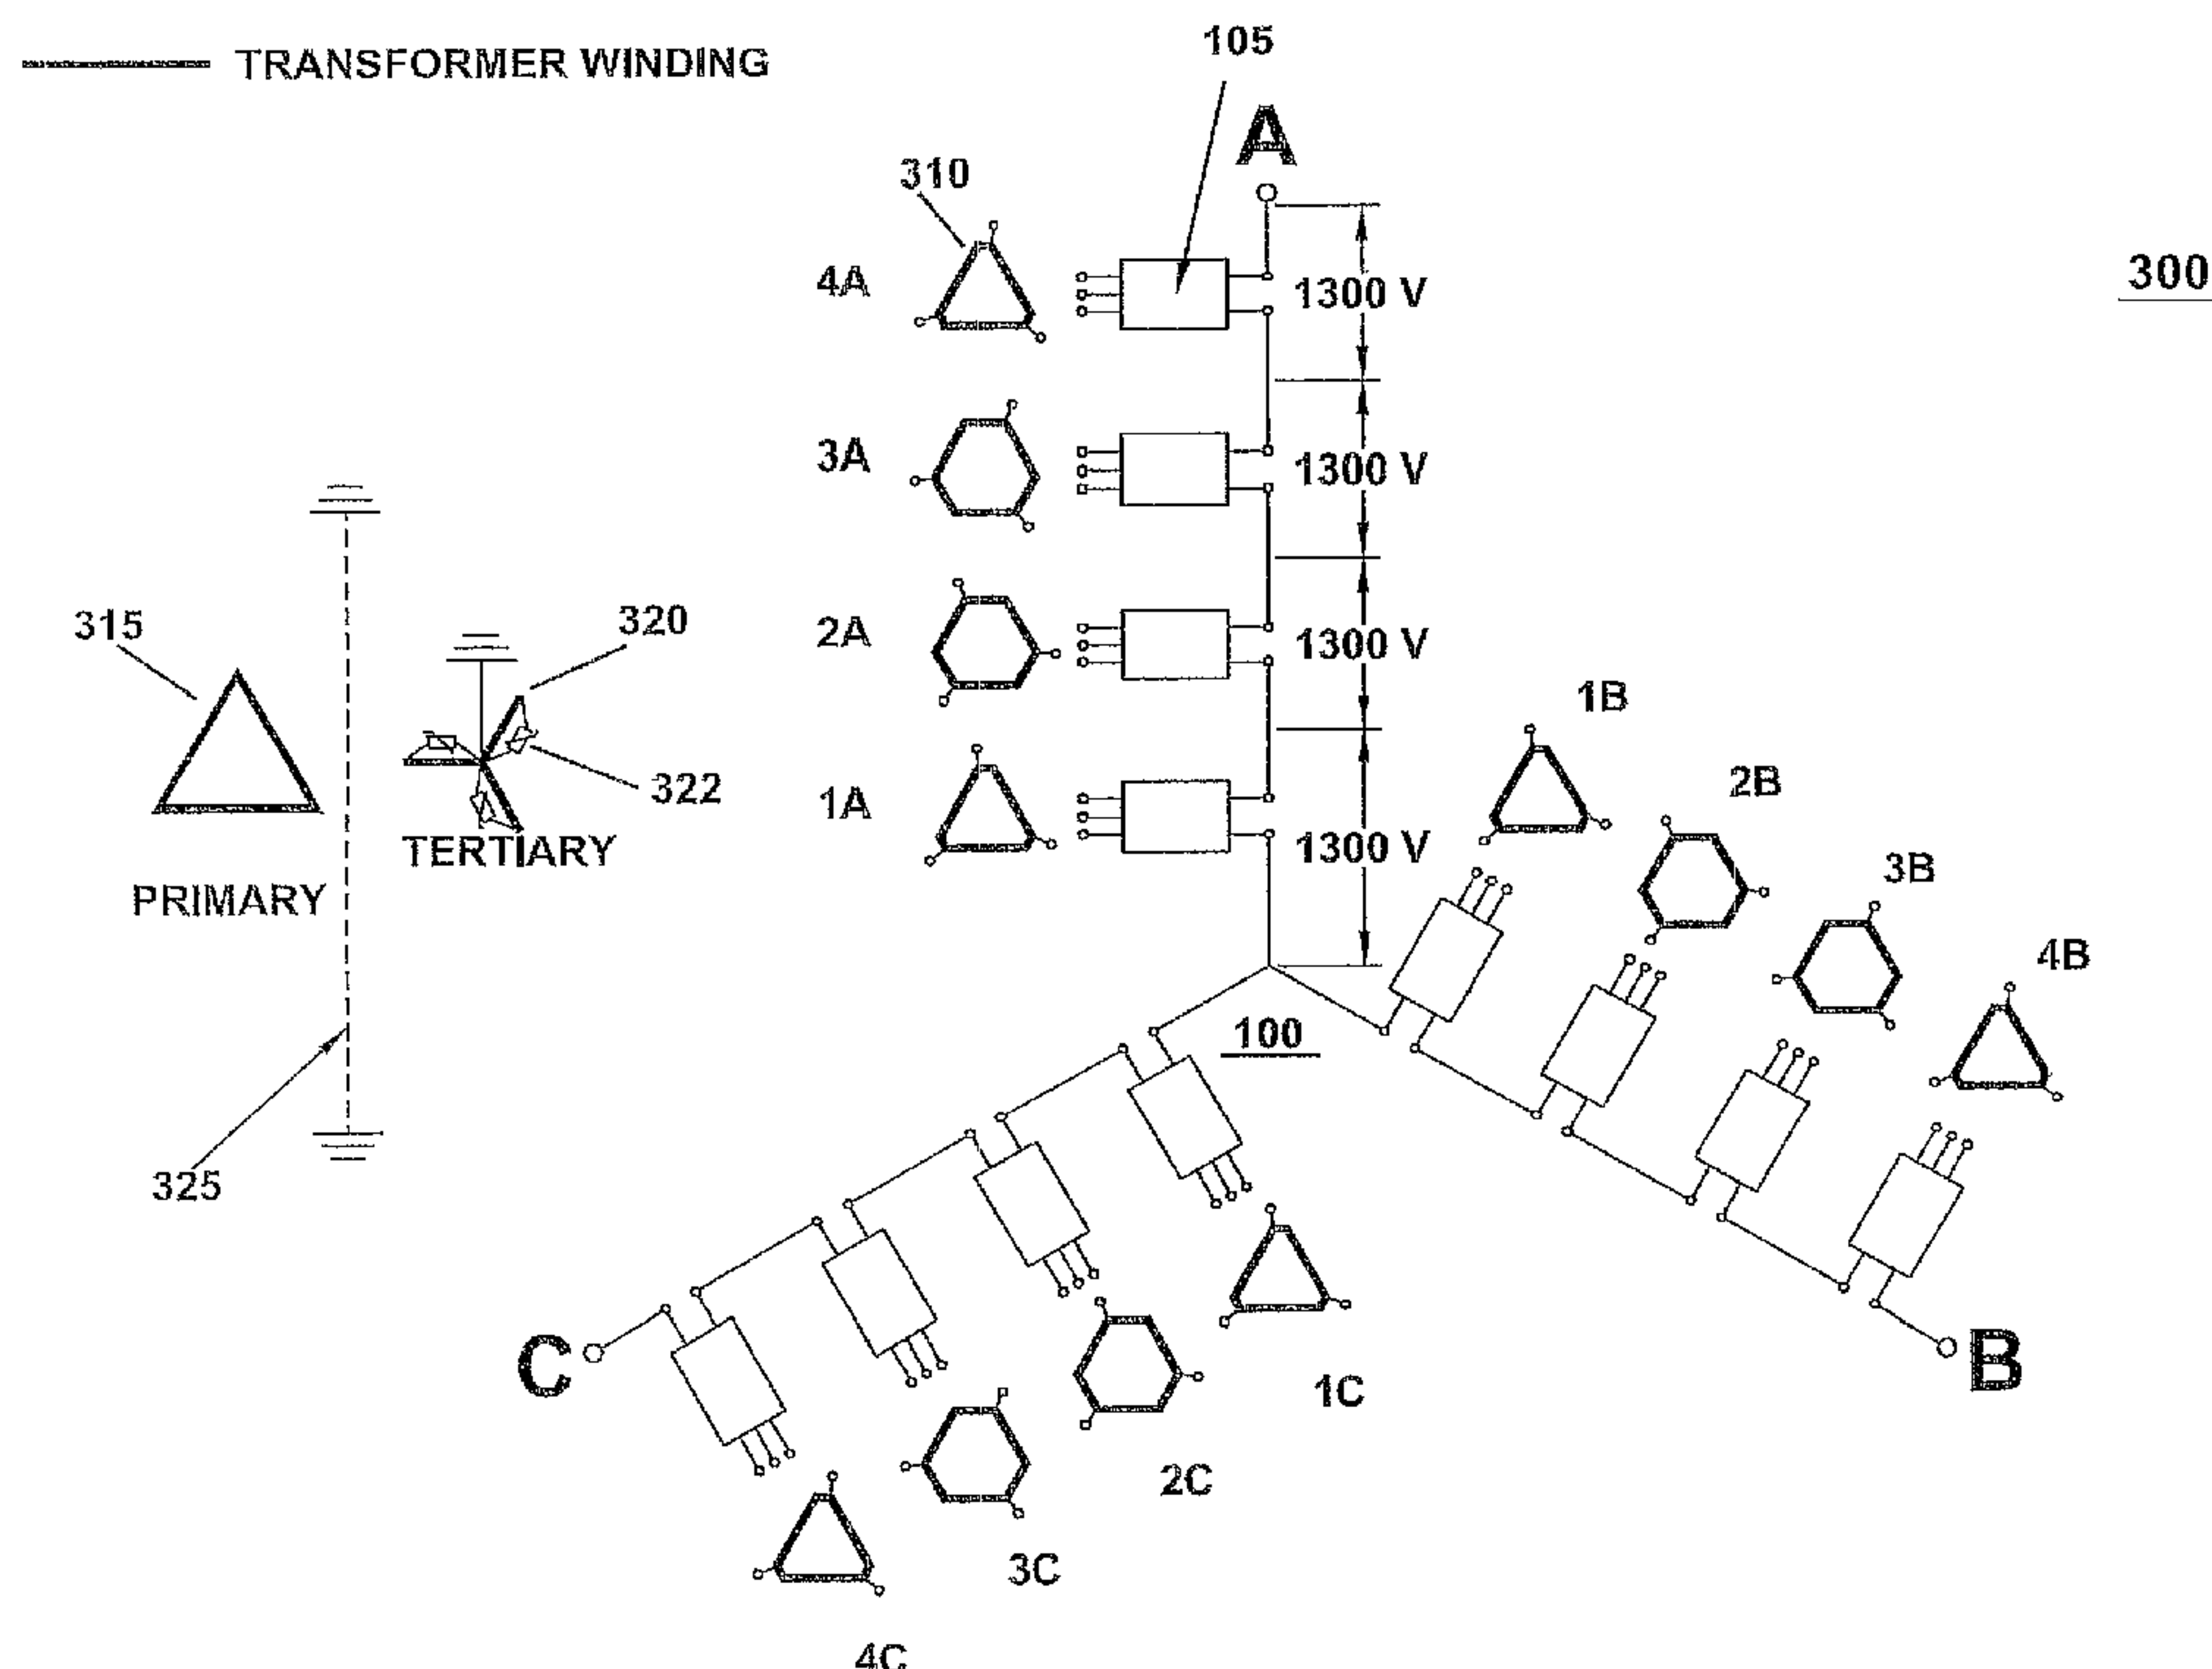 TRANSFORMER WINDING
105
A
310
4A
1300 V
300
3A
1300 V
315
320
2A
1300 V
1B
322
2B
1A
1300 V
TERTIARY
3B
PRIMARY
4B
100
325
C
B
1C
2C
3C
4C